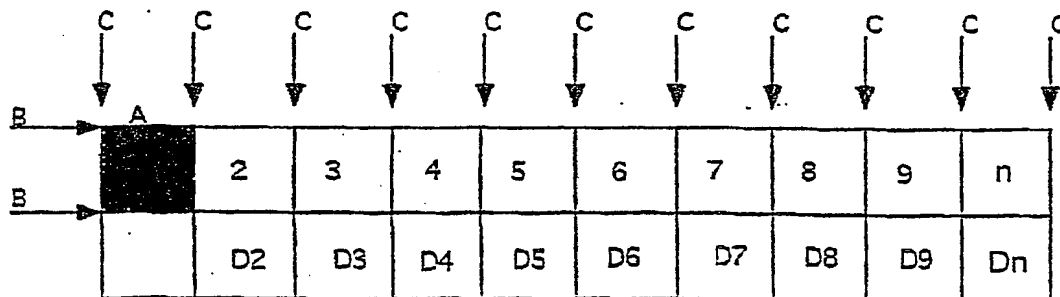 C C C C C C C C C C C
B A
2 3 4 5 6 7 8 9 n
B
D2 D3 D4 D5 D6 D7 D8 D9 Dn